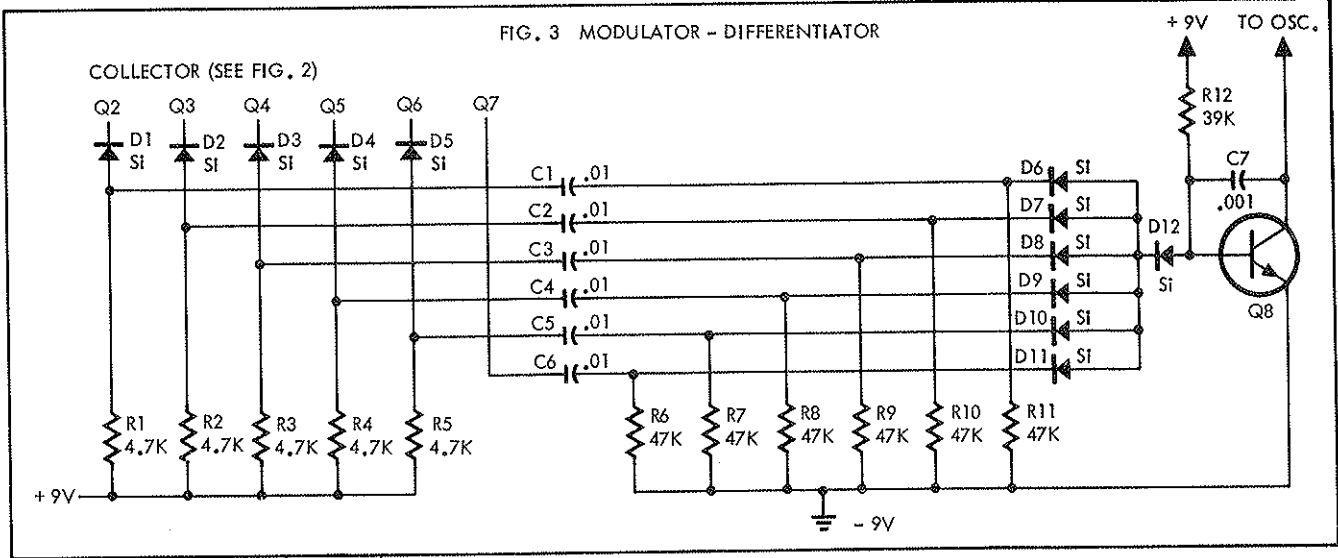 FIG. 3 MODULATOR - DIFFERENTIATOR
+ 9V TO OSC.
COLLECTOR (SEE FIG. 2)
Q2 Q3 Q4 Q5 Q6 Q7
D1 Si
D2 Si
D3 Si
D4 Si
D5 Si
R12 39K
C7 .001
C1 .01
C2 .01
C3 .01
C4 .01
C5 .01
C6 .01
D6 Si
D7 Si
D8 Si
D9 Si
D10 Si
D11 Si
D12 Si
Q8
R1 4.7K
R2 4.7K
R3 4.7K
R4 4.7K
R5 4.7K
R6 47K
R7 47K
R8 47K
R9 47K
R10 47K
R11 47K
+ 9V
- 9V